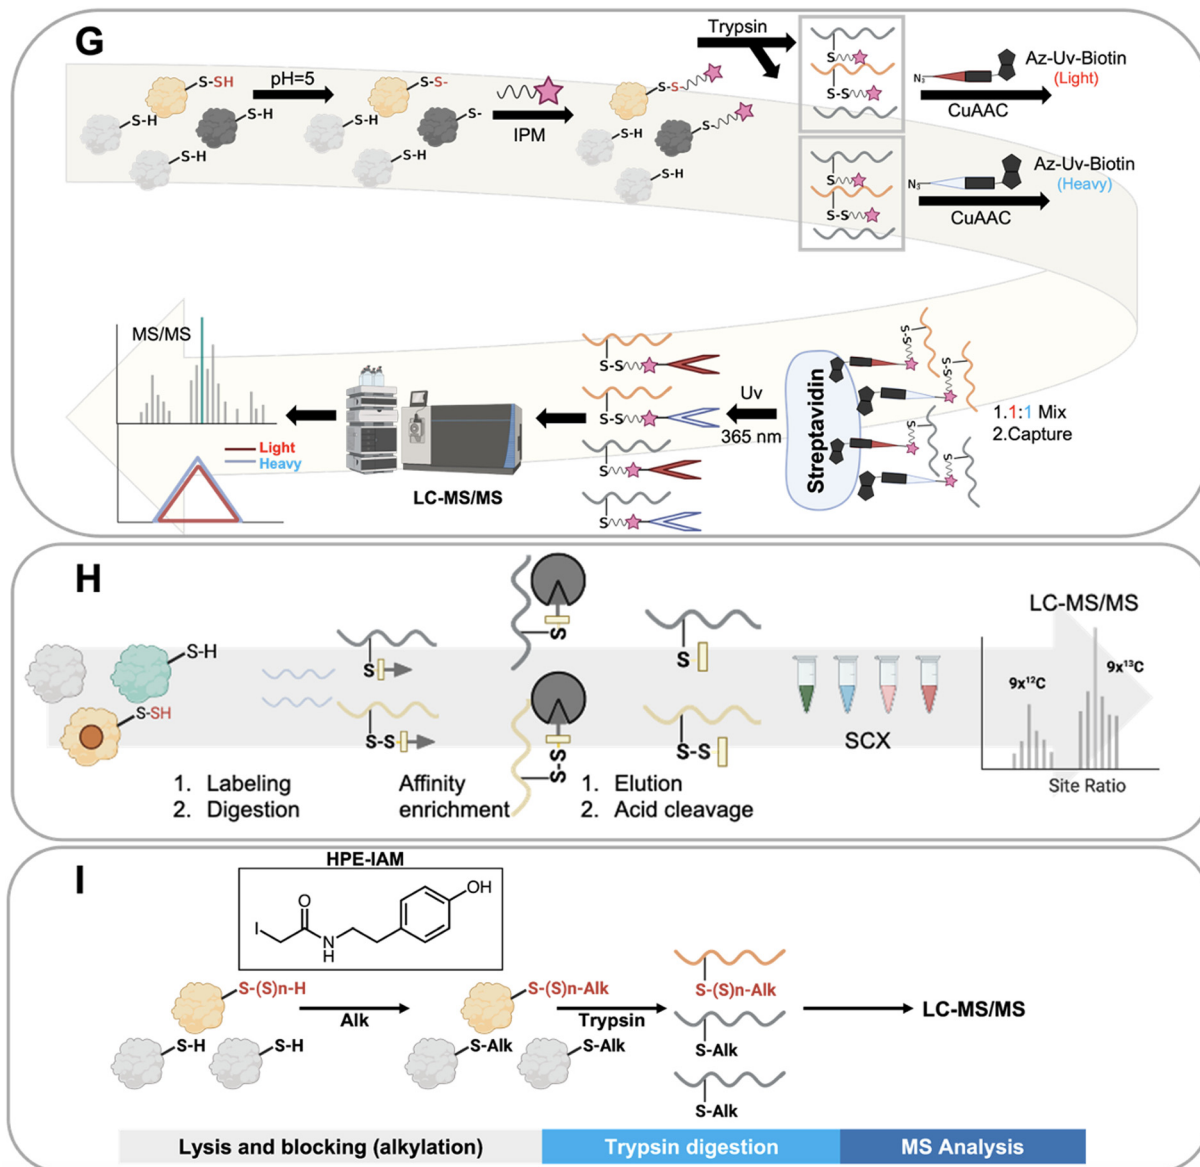 G
S-SH
S-H
S-H
S-H
pH=5
S-S-
S-H
S-
S-H
IPM
S-S-
S-H
S-
S-H
Trypsin
S
S-S
S
S-S
N₃
Az-Uv-Biotin
(Light)
CuAAC
N₃
Az-Uv-Biotin
(Heavy)
CuAAC
MS/MS
Light
Heavy
LC-MS/MS
S-S
S-S
S
S
Uv
365 nm
Streptavidin
S-S
S-S
S
S
1.1:1 Mix
2.Capture
H
S-H
S-SH
1. Labeling
2. Digestion
S
S-S
Affinity
enrichment
S
S-S
1. Elution
2. Acid cleavage
S
S-S
SCX
LC-MS/MS
9x¹²C
9x¹³C
Site Ratio
I
HPE-IAM
I
O
N
H
OH
S-(S)n-H
S-H
S-H
Alk
S-(S)n-Alk
S-Alk
S-Alk
Trypsin
S-(S)n-Alk
S-Alk
S-Alk
LC-MS/MS
Lysis and blocking (alkylation)
Trypsin digestion
MS Analysis